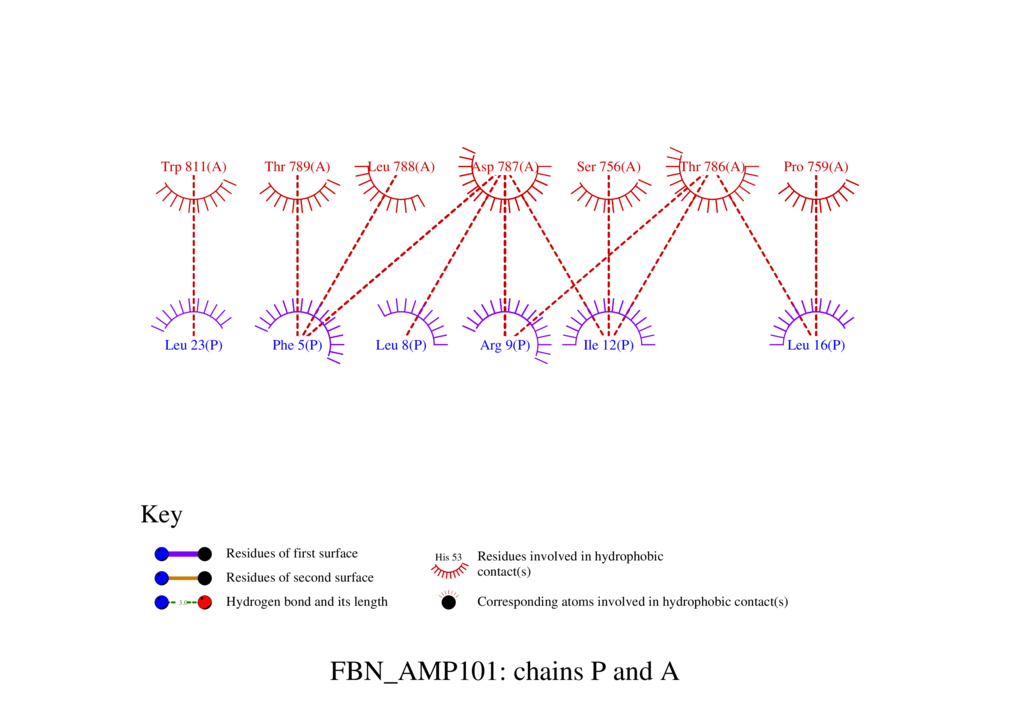 Trp 811(A) Thr 789(A) Leu 788(A) Asp 787(A) Ser 756(A) Thr 786(A) Pro 759(A)
Leu 23(P) Phe 5(P) Leu 8(P) Arg 9(P) Ile 12(P) Leu 16(P)
Key
Residues of first surface
Residues of second surface
3.0
Hydrogen bond and its length
His 53
Residues involved in hydrophobic
contact(s)
Corresponding atoms involved in hydrophobic contact(s)
FBN_AMP101: chains P and A